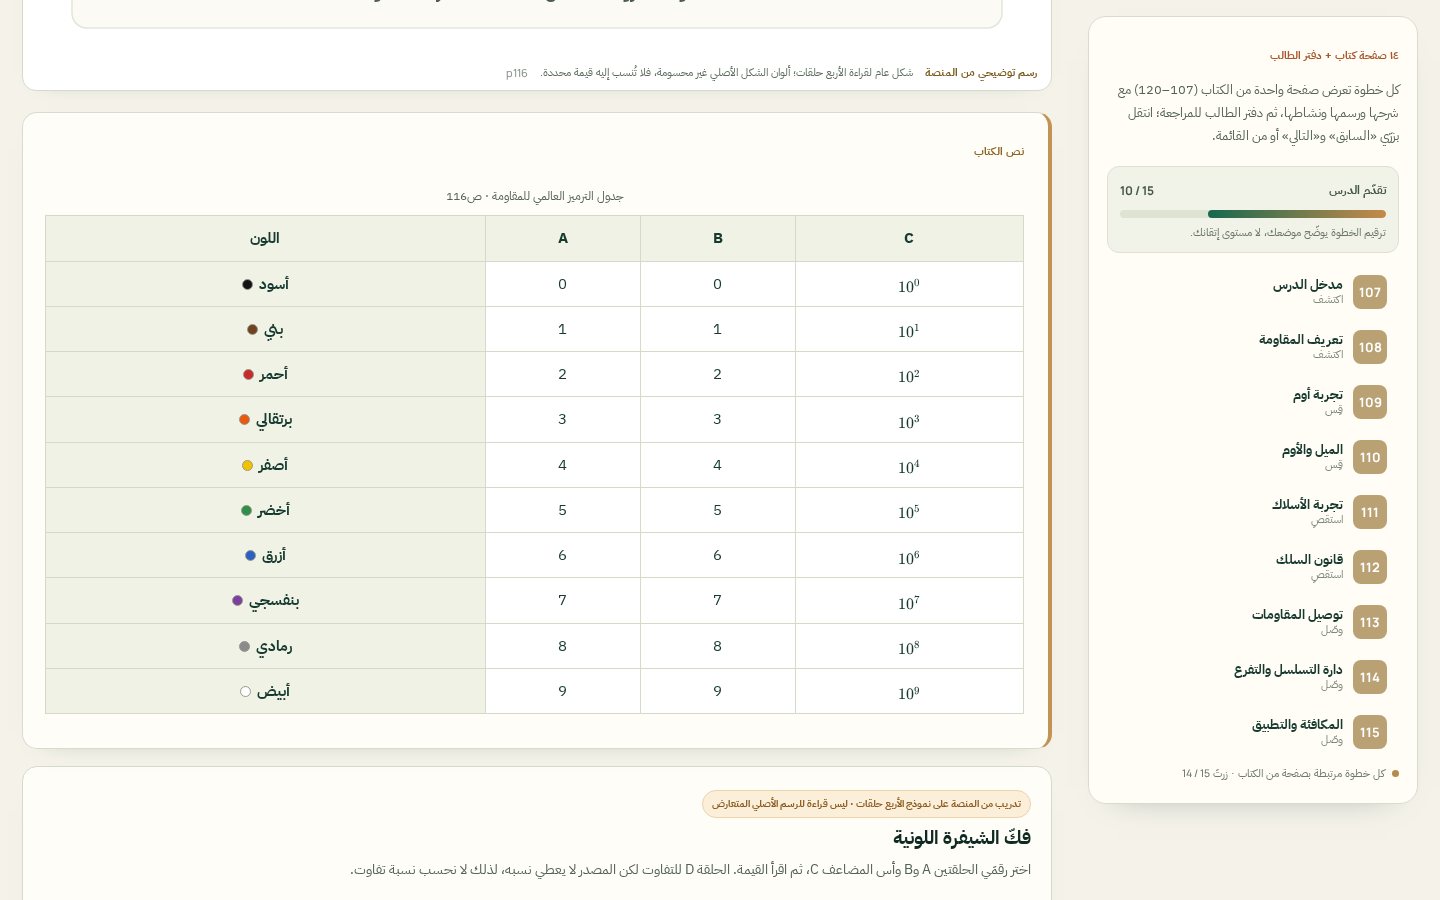 ١٤ صفحة كتاب + دفتر الطالب
كل خطوة تعرض صفحة واحدة من الكتاب (107–120) مع
شرحها ورسمها ونشاطها، ثم دفتر الطالب للمراجعة؛ انتقل
بزرّي «السابق» و«التالي» أو من القائمة.
تقدّم الدرس 10 / 15
ترقيم الخطوة يوضّح موضعك، لا مستوى إتقانك.
107 مدخل الدرس
اكتشف
108 تعريف المقاومة
اكتشف
109 تجربة أوم
قِس
110 الميل والأوم
قِس
111 تجربة الأسلاك
استقصِ
112 قانون السلك
استقصِ
113 توصيل المقاومات
وصّل
114 دارة التسلسل والتفرع
وصّل
115 المكافئة والتطبيق
وصّل
كل خطوة مرتبطة بصفحة من الكتاب · زرتَ 15 / 14
رسم توضيحي من المنصة شكل عام لقراءة الأربع حلقات؛ ألوان الشكل الأصلي غير محسومة، فلا تُنسب إليه قيمة محددة. p116
نص الكتاب
جدول الترميز العالمي للمقاومة · ص116
C B A اللون
10⁰ 0 0 أسود
10¹ 1 1 بني
10² 2 2 أحمر
10³ 3 3 برتقالي
10⁴ 4 4 أصفر
10⁵ 5 5 أخضر
10⁶ 6 6 أزرق
10⁷ 7 7 بنفسجي
10⁸ 8 8 رمادي
10⁹ 9 9 أبيض
تدريب من المنصة على نموذج الأربع حلقات · ليس قراءة للرسم الأصلي المتعارض
فكّ الشيفرة اللونية
اختر رقمَي الحلقتين A وB وأس المضاعف C، ثم اقرأ القيمة. الحلقة D للتفاوت لكن المصدر لا يعطي نسبه، لذلك لا نحسب نسبة تفاوت.